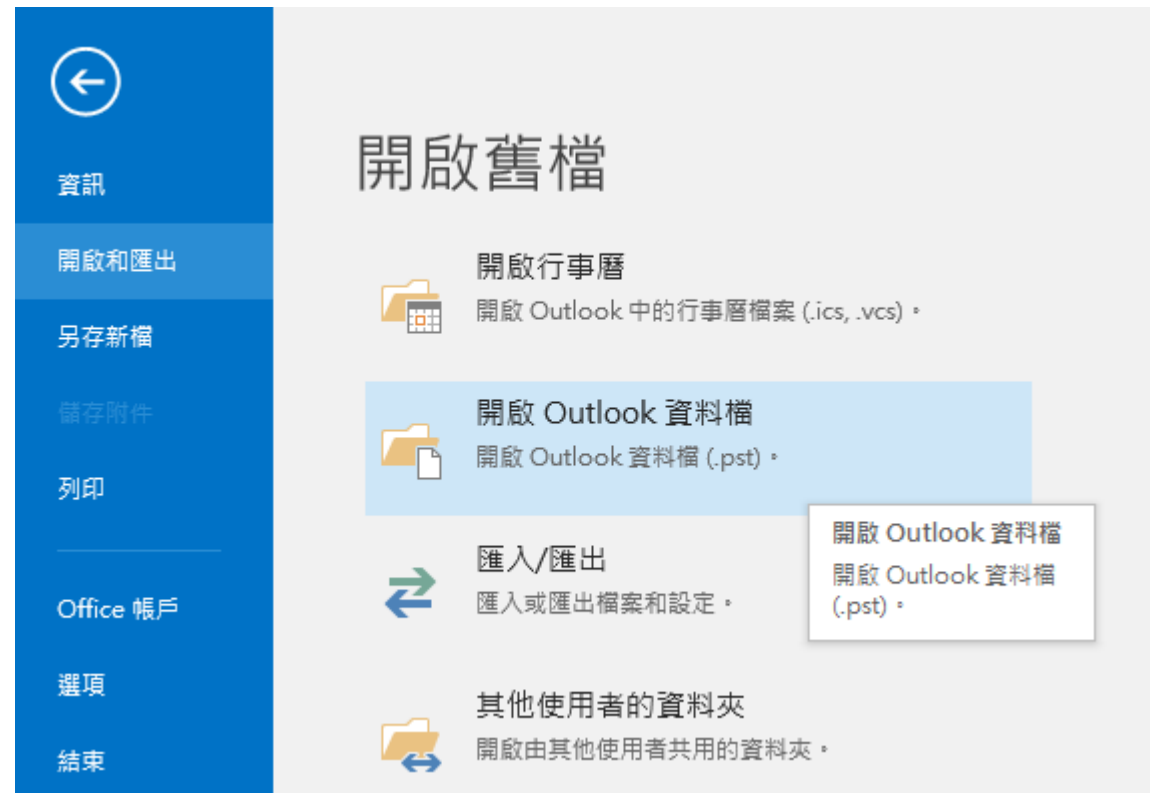 資訊
開啟和匯出
另存新檔
儲存附件
列印
Office 帳戶
選項
結束
開啟舊檔
開啟行事曆
開啟 Outlook 中的行事曆檔案 (.ics, .vcs)。
開啟 Outlook 資料檔
開啟 Outlook 資料檔 (.pst)。
匯入/匯出
匯入或匯出檔案和設定。
開啟 Outlook 資料檔
開啟 Outlook 資料檔
(.pst)。
其他使用者的資料夾
開啟由其他使用者共用的資料夾。